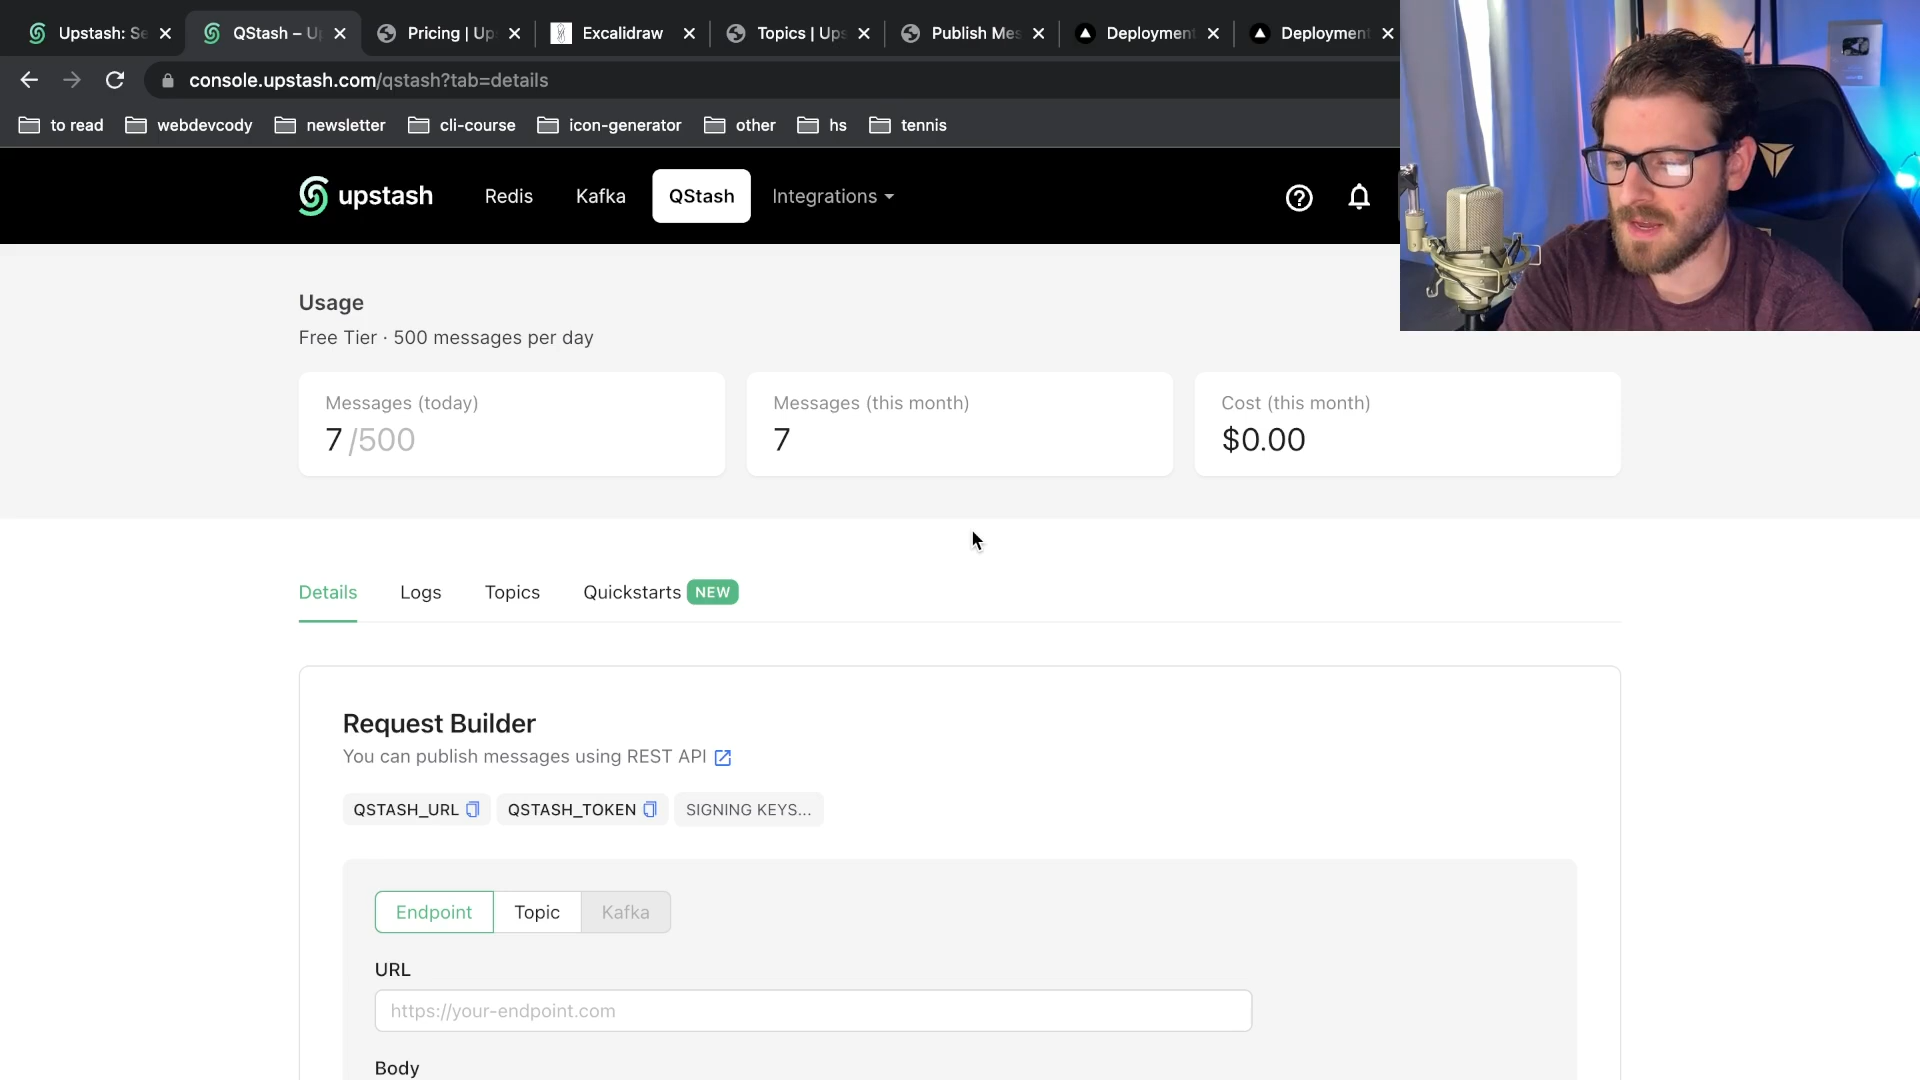 Upstash: Se
QStash – Up
Pricing | Ups
Excalidraw
Topics | Ups
Publish Mes
Deployment
Deployment
console.upstash.com/qstash?tab=details
to read
webdevcody
newsletter
cli-course
icon-generator
other
hs
tennis
upstash
Redis
Kafka
QStash
Integrations
Usage
Free Tier · 500 messages per day
Messages (today)
7 /500
Messages (this month)
7
Cost (this month)
$0.00
Details
Logs
Topics
Quickstarts NEW
Request Builder
You can publish messages using REST API
QSTASH_URL
QSTASH_TOKEN
SIGNING KEYS...
Endpoint
Topic
Kafka
URL
https://your-endpoint.com
Body